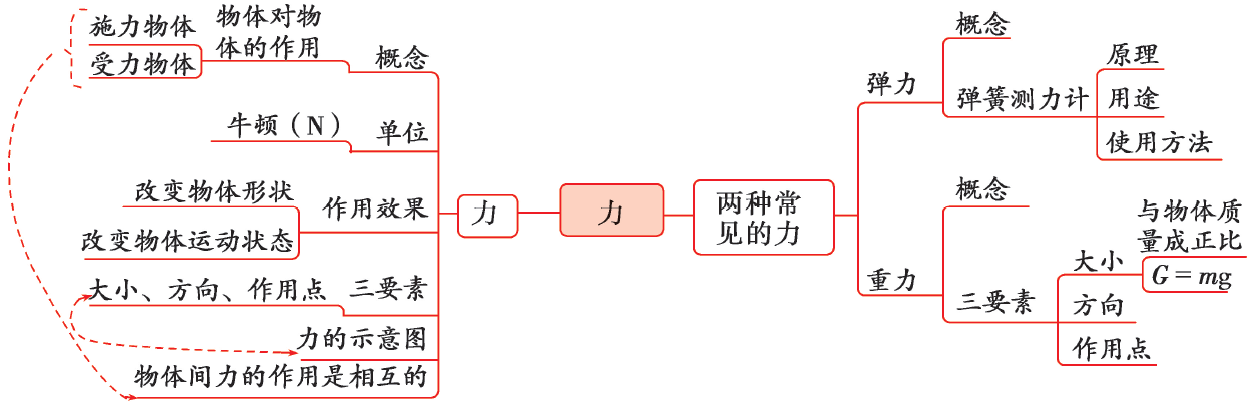 施力物体
受力物体
物体对物
体的作用
概念
牛顿（N）
单位
改变物体形状
改变物体运动状态
作用效果
大小、方向、作用点
三要素
力的示意图
物体间力的作用是相互的
力
力
两种常
见的力
弹力
概念
弹簧测力计
原理
用途
使用方法
重力
概念
三要素
大小
与物体质
量成正比
G = mg
方向
作用点